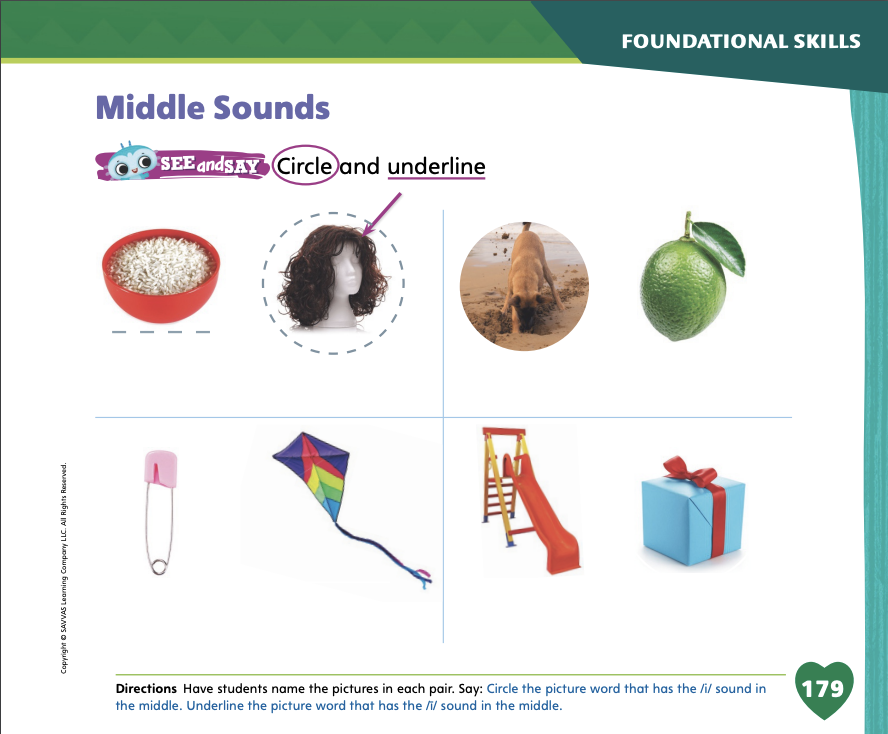 FOUNDATIONAL SKILLS
Middle Sounds
SEE and SAY Circle and underline
Copyright © SAVVAS Learning Company LLC. All Rights Reserved.
Directions Have students name the pictures in each pair. Say: Circle the picture word that has the /i/ sound in
the middle. Underline the picture word that has the /ī/ sound in the middle.
179